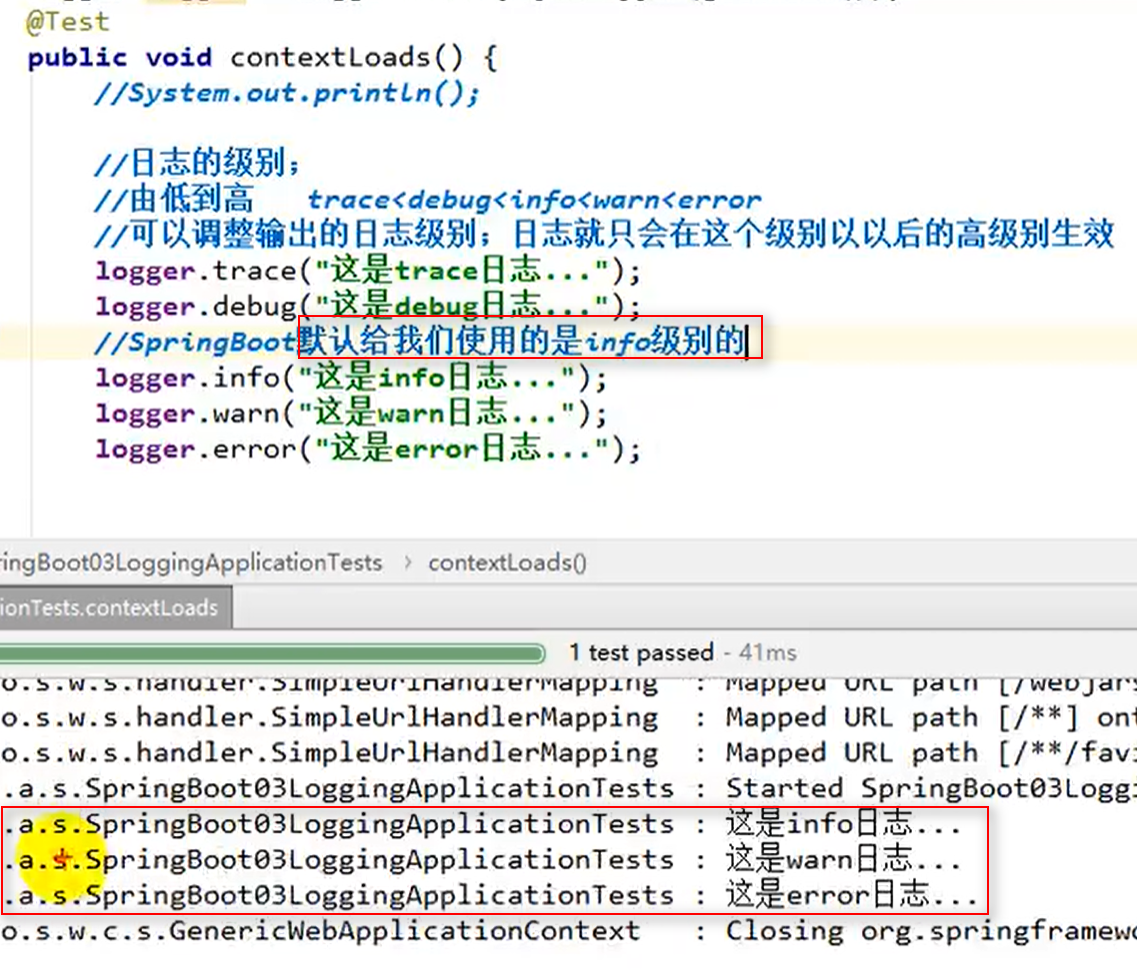 @Test
public void contextLoads() {
//System.out.println();
//日志的级别；
//由低到高 trace<debug<info<warn<error
//可以调整输出的日志级别；日志就只会在这个级别以以后的高级别生效
logger.trace("这是trace日志...");
logger.debug("这是debug日志...");
//SpringBoot默认给我们使用的是info级别的
logger.info("这是info日志...");
logger.warn("这是warn日志...");
logger.error("这是error日志...");
ringBoot03LoggingApplicationTests › contextLoads()
ionTests.contextLoads
1 test passed - 41ms
o.s.w.s.handler.SimpleUrlHandlerMapping : Mapped URL path [/webjars
o.s.w.s.handler.SimpleUrlHandlerMapping : Mapped URL path [/**] ont
o.s.w.s.handler.SimpleUrlHandlerMapping : Mapped URL path [/**/favi
.a.s.SpringBoot03LoggingApplicationTests : Started SpringBoot03Loggi
.a.s.SpringBoot03LoggingApplicationTests : 这是info日志...
.a.s.SpringBoot03LoggingApplicationTests : 这是warn日志...
.a.s.SpringBoot03LoggingApplicationTests : 这是error日志...
o.s.w.c.s.GenericWebApplicationContext : Closing org.springframewo